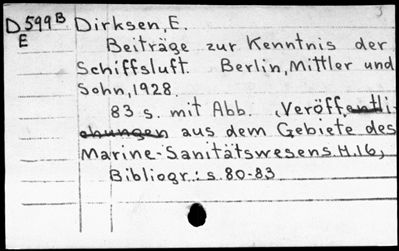 D599B Dirksen, E.
E
Beiträge zur Kenntnis der
Schiffsluft. Berlin, Mittler und
Sohn, 1928.
83 s. mit Abb. (Veröffentli-
chungen aus dem Gebiete des
Marine-Sanitätswesens H.16,
Bibliogr.: s. 80-83